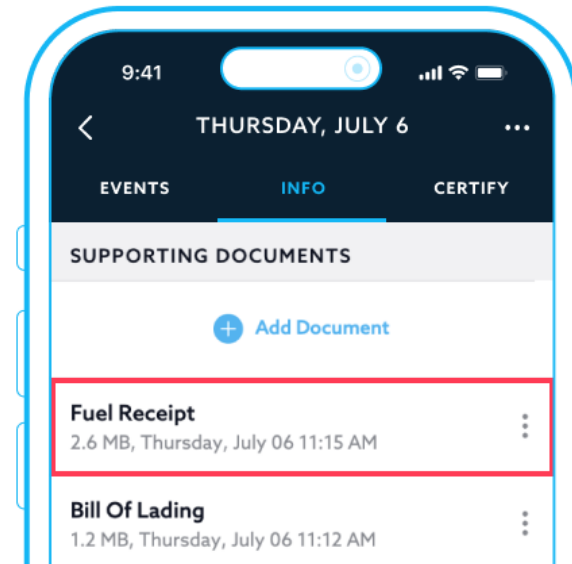 9:41
THURSDAY, JULY 6
EVENTS INFO CERTIFY
SUPPORTING DOCUMENTS
Add Document
Fuel Receipt
2.6 MB, Thursday, July 06 11:15 AM
Bill Of Lading
1.2 MB, Thursday, July 06 11:12 AM